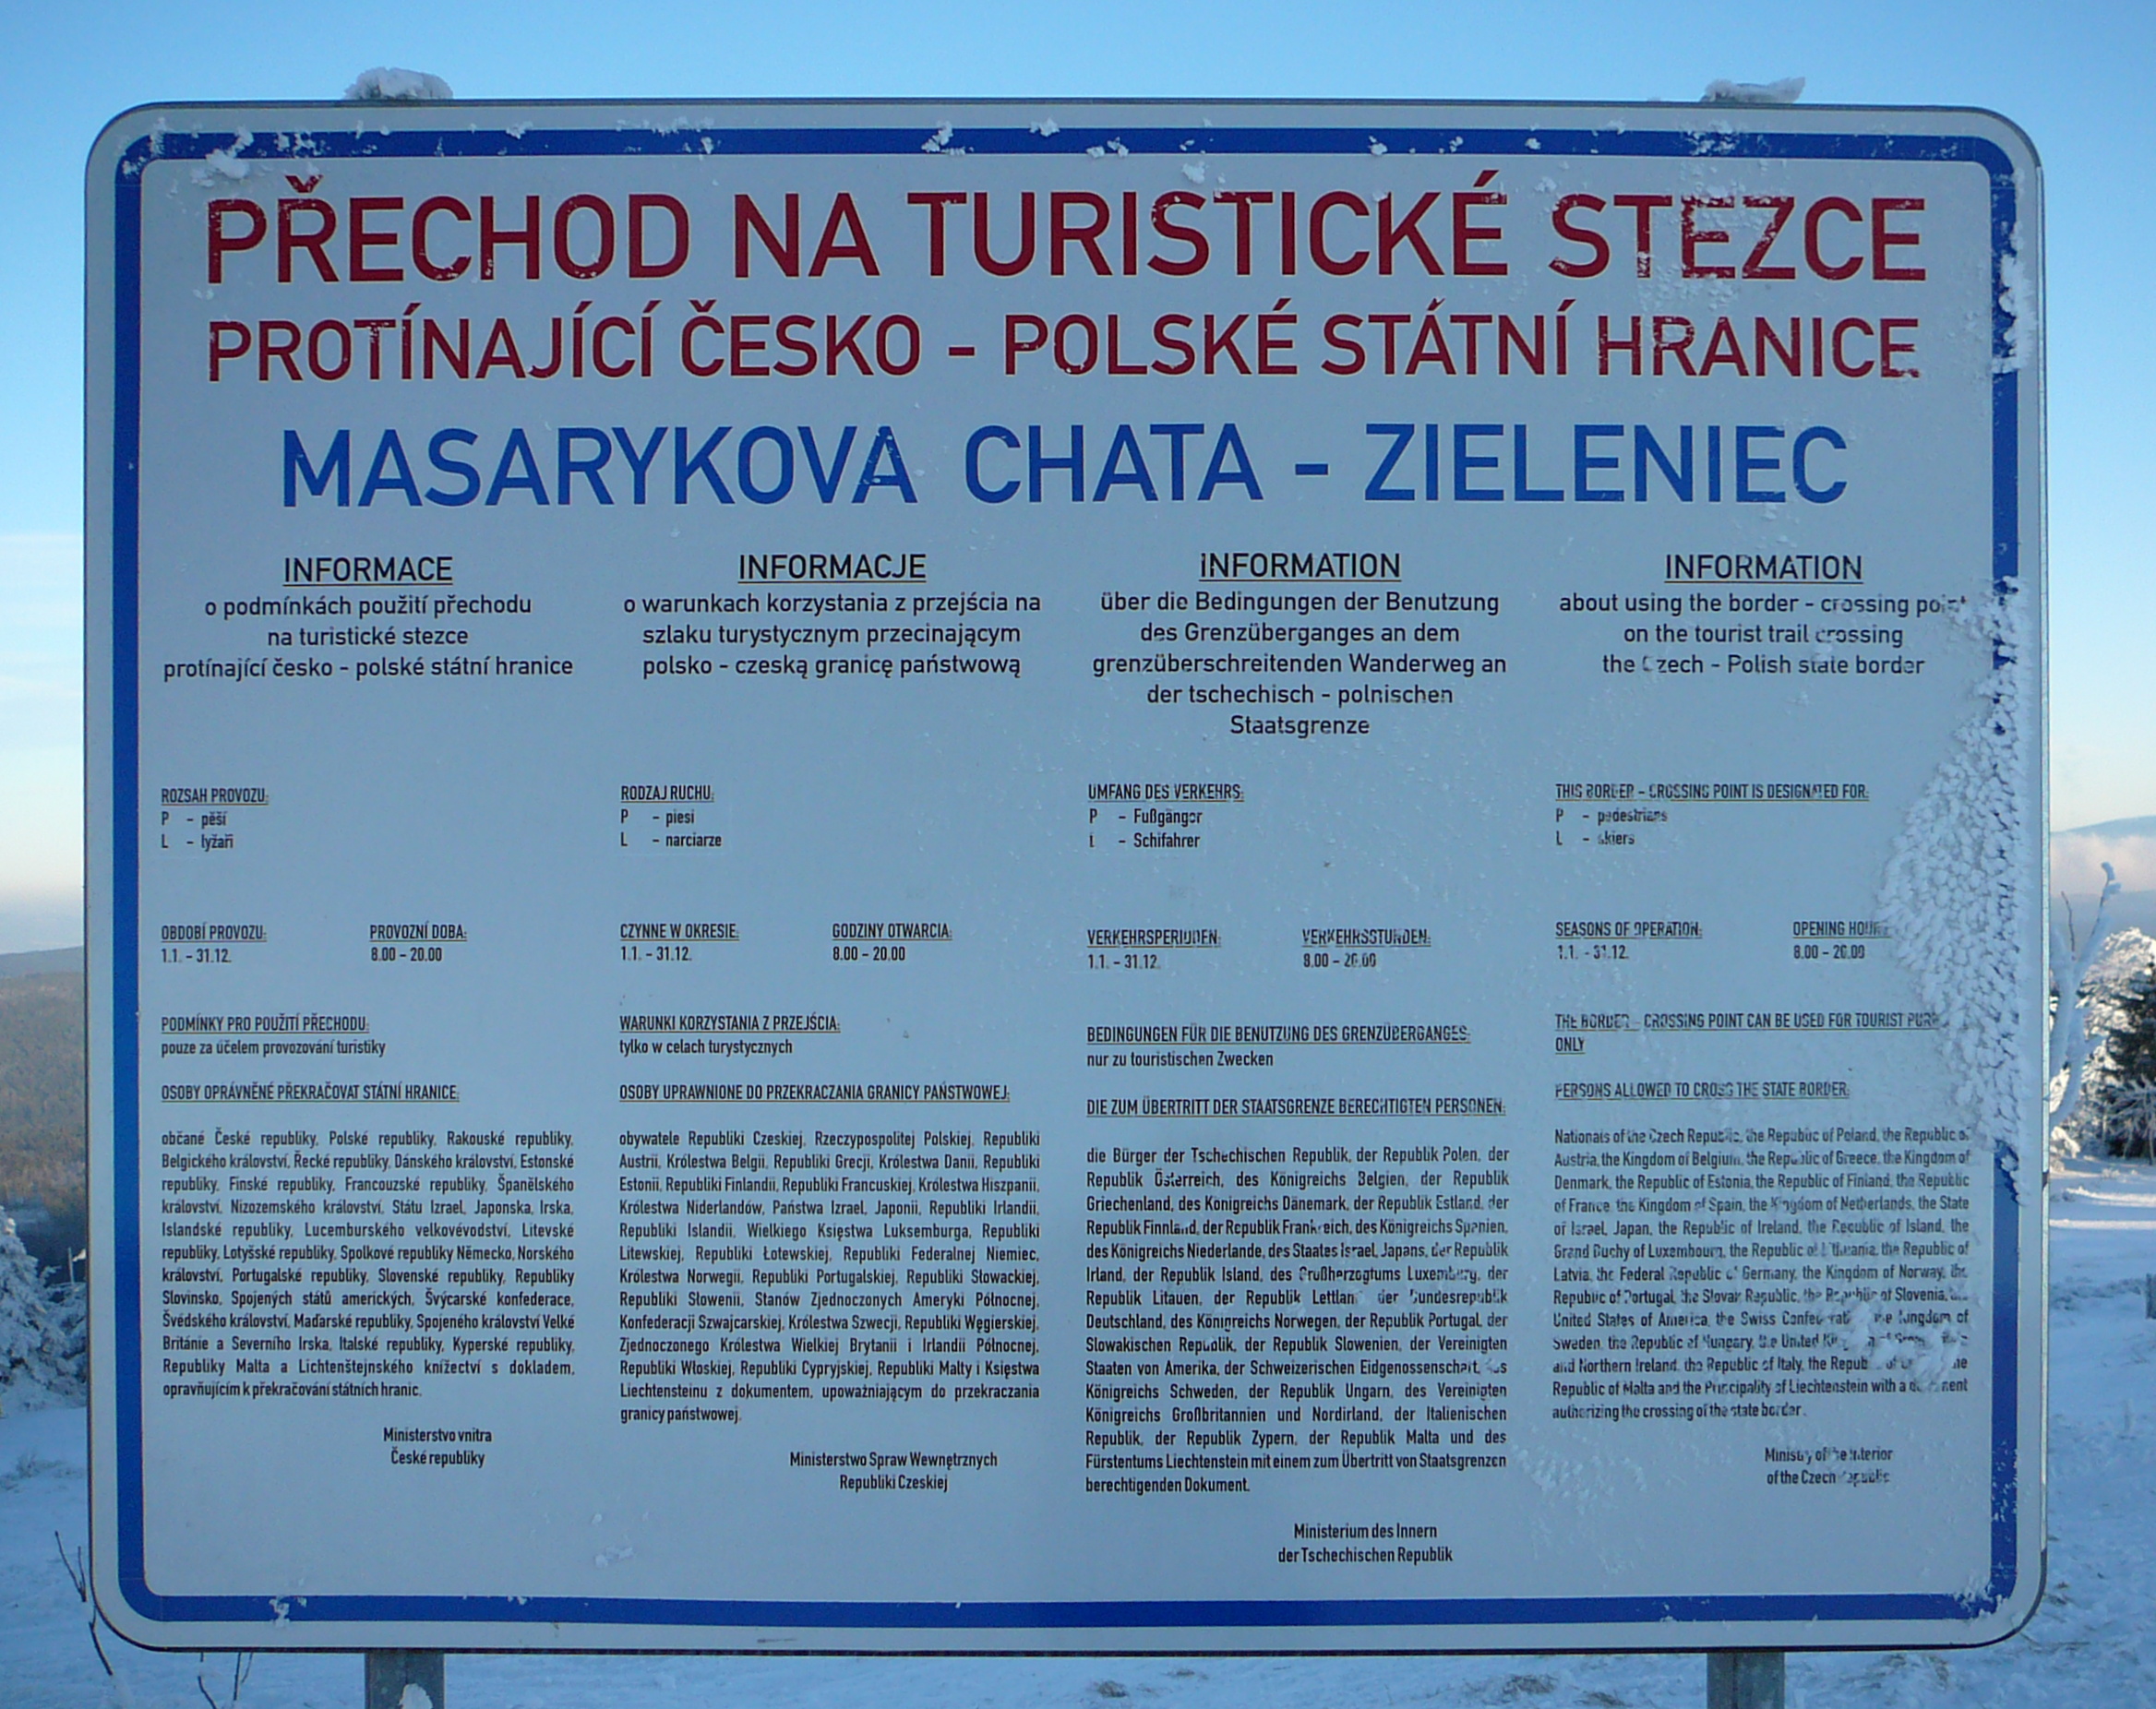 PŘECHOD NA TURISTICKÉ STEZCE
PROTÍNAJÍCÍ ČESKO - POLSKÉ STÁTNÍ HRANICE
MASARYKOVA CHATA - ZIELENIEC
INFORMACE
o podmínkách použití přechodu
na turistické stezce
protínající česko - polské státní hranice
ROZSAH PROVOZU:
P - pěší
L - lyžaři
OBDOBÍ PROVOZU: PROVOZNÍ DOBA:
1.1. - 31.12. 8.00 - 20.00
PODMÍNKY PRO POUŽITÍ PŘECHODU:
pouze za účelem provozování turistiky
OSOBY OPRÁVNĚNÉ PŘEKRAČOVAT STÁTNÍ HRANICE:
občané České republiky, Polské republiky, Rakouské republiky,
Belgického království, Řecké republiky, Dánského království, Estonské
republiky, Finské republiky, Francouzské republiky, Španělského
království, Nizozemského království, Státu Izrael, Japonska, Irska,
Islandské republiky, Lucemburského velkovévodství, Litevské
republiky, Lotyšské republiky, Spolkové republiky Německo, Norského
království, Portugalské republiky, Slovenské republiky, Republiky
Slovinsko, Spojených států amerických, Švýcarské konfederace,
Švédského království, Maďarské republiky, Spojeného království Velké
Británie a Severního Irska, Italské republiky, Kyperské republiky,
Republiky Malta a Lichtenštejnského knížectví s dokladem,
opravňujícím k překračování státních hranic.
Ministerstvo vnitra
České republiky
INFORMACJE
o warunkach korzystania z przejścia na
szlaku turystycznym przecinającym
polsko - czeską granicę państwową
RODZAJ RUCHU:
P - piesi
L - narciarze
CZYNNE W OKRESIE: GODZINY OTWARCIA:
1.1. - 31.12. 8.00 - 20.00
WARUNKI KORZYSTANIA Z PRZEJŚCIA:
tylko w celach turystycznych
OSOBY UPRAWNIONE DO PRZEKRACZANIA GRANICY PAŃSTWOWEJ:
obywatele Republiki Czeskiej, Rzeczypospolitej Polskiej, Republiki
Austrii, Królestwa Belgii, Republiki Grecji, Królestwa Danii, Republiki
Estonii, Republiki Finlandii, Republiki Francuskiej, Królestwa Hiszpanii,
Królestwa Niderlandów, Państwa Izrael, Japonii, Republiki Irlandii,
Republiki Islandii, Wielkiego Księstwa Luksemburga, Republiki
Litewskiej, Republiki Łotewskiej, Republiki Federalnej Niemiec,
Królestwa Norwegii, Republiki Portugalskiej, Republiki Słowackiej,
Republiki Słowenii, Stanów Zjednoczonych Ameryki Północnej,
Konfederacji Szwajcarskiej, Królestwa Szwecji, Republiki Węgierskiej,
Zjednoczonego Królestwa Wielkiej Brytanii i Irlandii Północnej,
Republiki Włoskiej, Republiki Cypryjskiej, Republiki Malty i Księstwa
Liechtensteinu z dokumentem, upoważniającym do przekraczania
granicy państwowej.
Ministerstwo Spraw Wewnętrznych
Republiki Czeskiej
INFORMATION
über die Bedingungen der Benutzung
des Grenzüberganges an dem
grenzüberschreitenden Wanderweg an
der tschechisch - polnischen
Staatsgrenze
UMFANG DES VERKEHRS:
P - Fußgänger
L - Schifahrer
VERKEHRSPERIODEN: VERKEHRSSTUNDEN:
1.1. - 31.12. 8.00 - 20.00
BEDINGUNGEN FÜR DIE BENUTZUNG DES GRENZÜBERGANGES:
nur zu touristischen Zwecken
DIE ZUM ÜBERTRITT DER STAATSGRENZE BERECHTIGTEN PERSONEN:
die Bürger der Tschechischen Republik, der Republik Polen, der
Republik Österreich, des Königreichs Belgien, der Republik
Griechenland, des Königreichs Dänemark, der Republik Estland, der
Republik Finnland, der Republik Frankreich, des Königreichs Spanien,
des Königreichs Niederlande, des Staates Israel, Japans, der Republik
Irland, der Republik Island, des Großherzogtums Luxemburg, der
Republik Litauen, der Republik Lettland der Bundesrepublik
Deutschland, des Königreichs Norwegen, der Republik Portugal, der
Slowakischen Republik, der Republik Slowenien, der Vereinigten
Staaten von Amerika, der Schweizerischen Eidgenossenschaft, des
Königreichs Schweden, der Republik Ungarn, des Vereinigten
Königreichs Großbritannien und Nordirland, der Italienischen
Republik, der Republik Zypern, der Republik Malta und des
Fürstentums Liechtenstein mit einem zum Übertritt von Staatsgrenzen
berechtigenden Dokument.
Ministerium des Innern
der Tschechischen Republik
INFORMATION
about using the border - crossing point
on the tourist trail crossing
the Czech - Polish state border
THIS BORDER - CROSSING POINT IS DESIGNATED FOR:
P - pedestrians
L - skiers
SEASONS OF OPERATION: OPENING
1.1. - 31.12. 8.00 - 20.00
THE BORDER - CROSSING POINT CAN BE USED FOR TOURIST
ONLY
PERSONS ALLOWED TO CROSS THE STATE BORDER:
Nationals of the Czech Republic, the Republic of Poland, the Republic of
Austria, the Kingdom of Belgium, the Republic of Greece, the Kingdom of
Denmark, the Republic of Estonia, the Republic of Finland, the Republic
of France, the Kingdom of Spain, the Kingdom of Netherlands, the State
of Israel, Japan, the Republic of Ireland, the Republic of Island, the
Grand Duchy of Luxembourg, the Republic of Lithuania, the Republic of
Latvia, the Federal Republic of Germany, the Kingdom of Norway, the
Republic of Portugal, the Slovak Republic, the Republic of Slovenia,
United States of America, the Swiss the Kingdom of
Sweden, the Republic of Hungary, the United
and Northern Ireland, the Republic of Italy, the
Republic of Malta and the Principality of Liechtenstein with a
authorizing the crossing of the state border.
Ministry of the Interior
of the Czech Republic